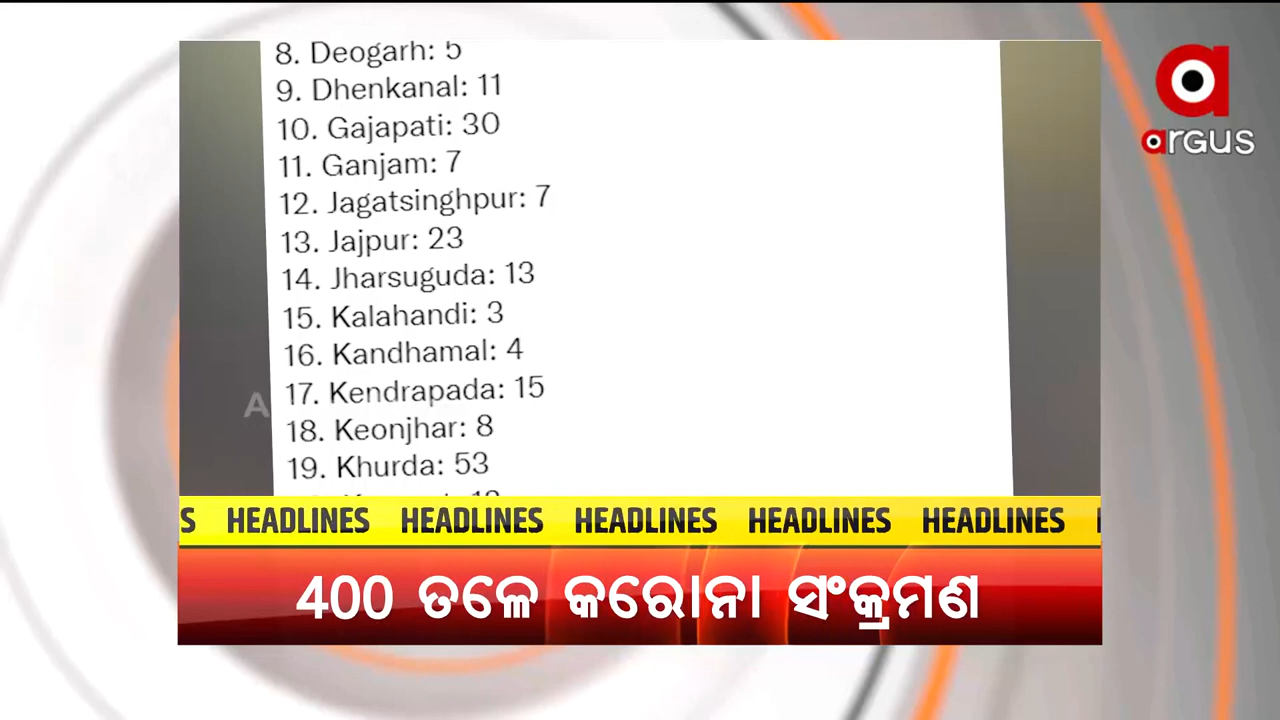 8. Deogarh: 5
9. Dhenkanal: 11
10. Gajapati: 30
11. Ganjam: 7
12. Jagatsinghpur: 7
13. Jajpur: 23
14. Jharsuguda: 13
15. Kalahandi: 3
16. Kandhamal: 4
17. Kendrapada: 15
18. Keonjhar: 8
19. Khurda: 53
argus
HEADLINES HEADLINES HEADLINES HEADLINES HEADLINES
400 ତଳେ କରୋନା ସଂକ୍ରମଣ